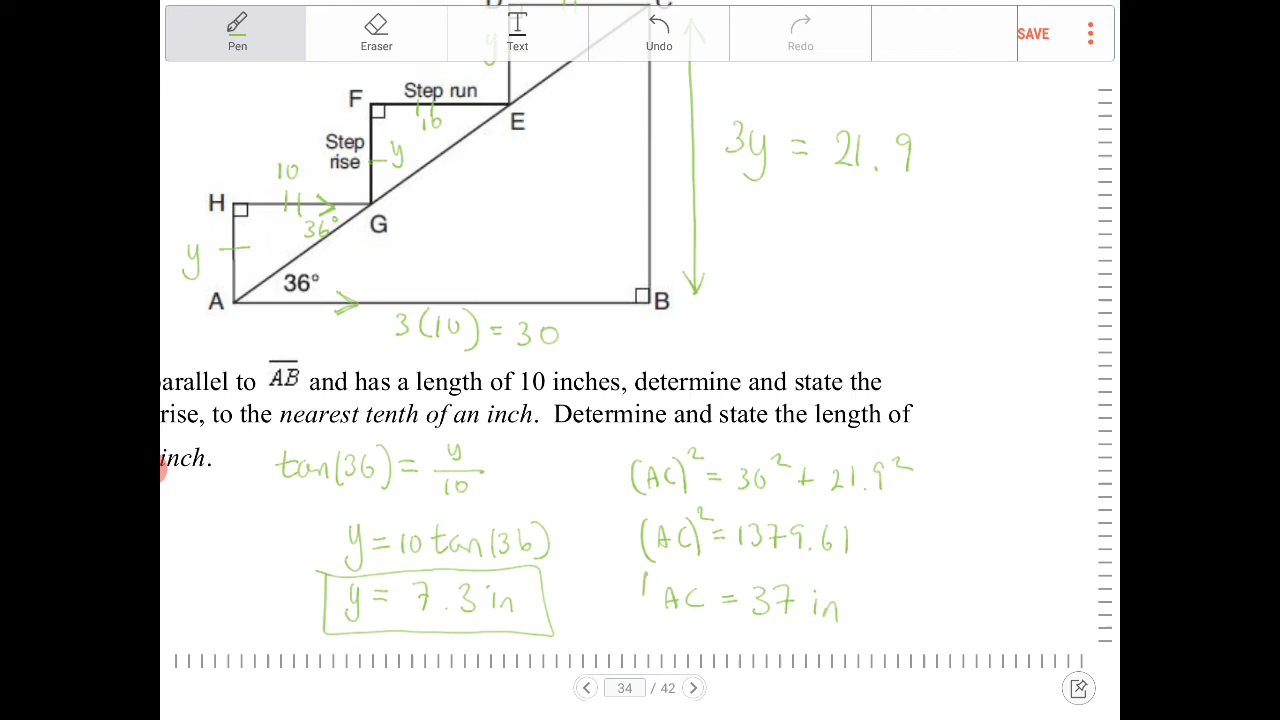 Pen Eraser Text Undo Redo SAVE
y
F Step run
16
E
3y = 21.9
Step rise
y
10
H
36°
G
y
36°
A
B
3(10) = 30
parallel to AB and has a length of 10 inches, determine and state the
rise, to the nearest tenth of an inch. Determine and state the length of
inch.
tan(36) = y/10
(AC)² = 30² + 21.9²
y = 10 tan(36)
(AC)² = 1379.61
y = 7.3 in
AC = 37 in
34 / 42